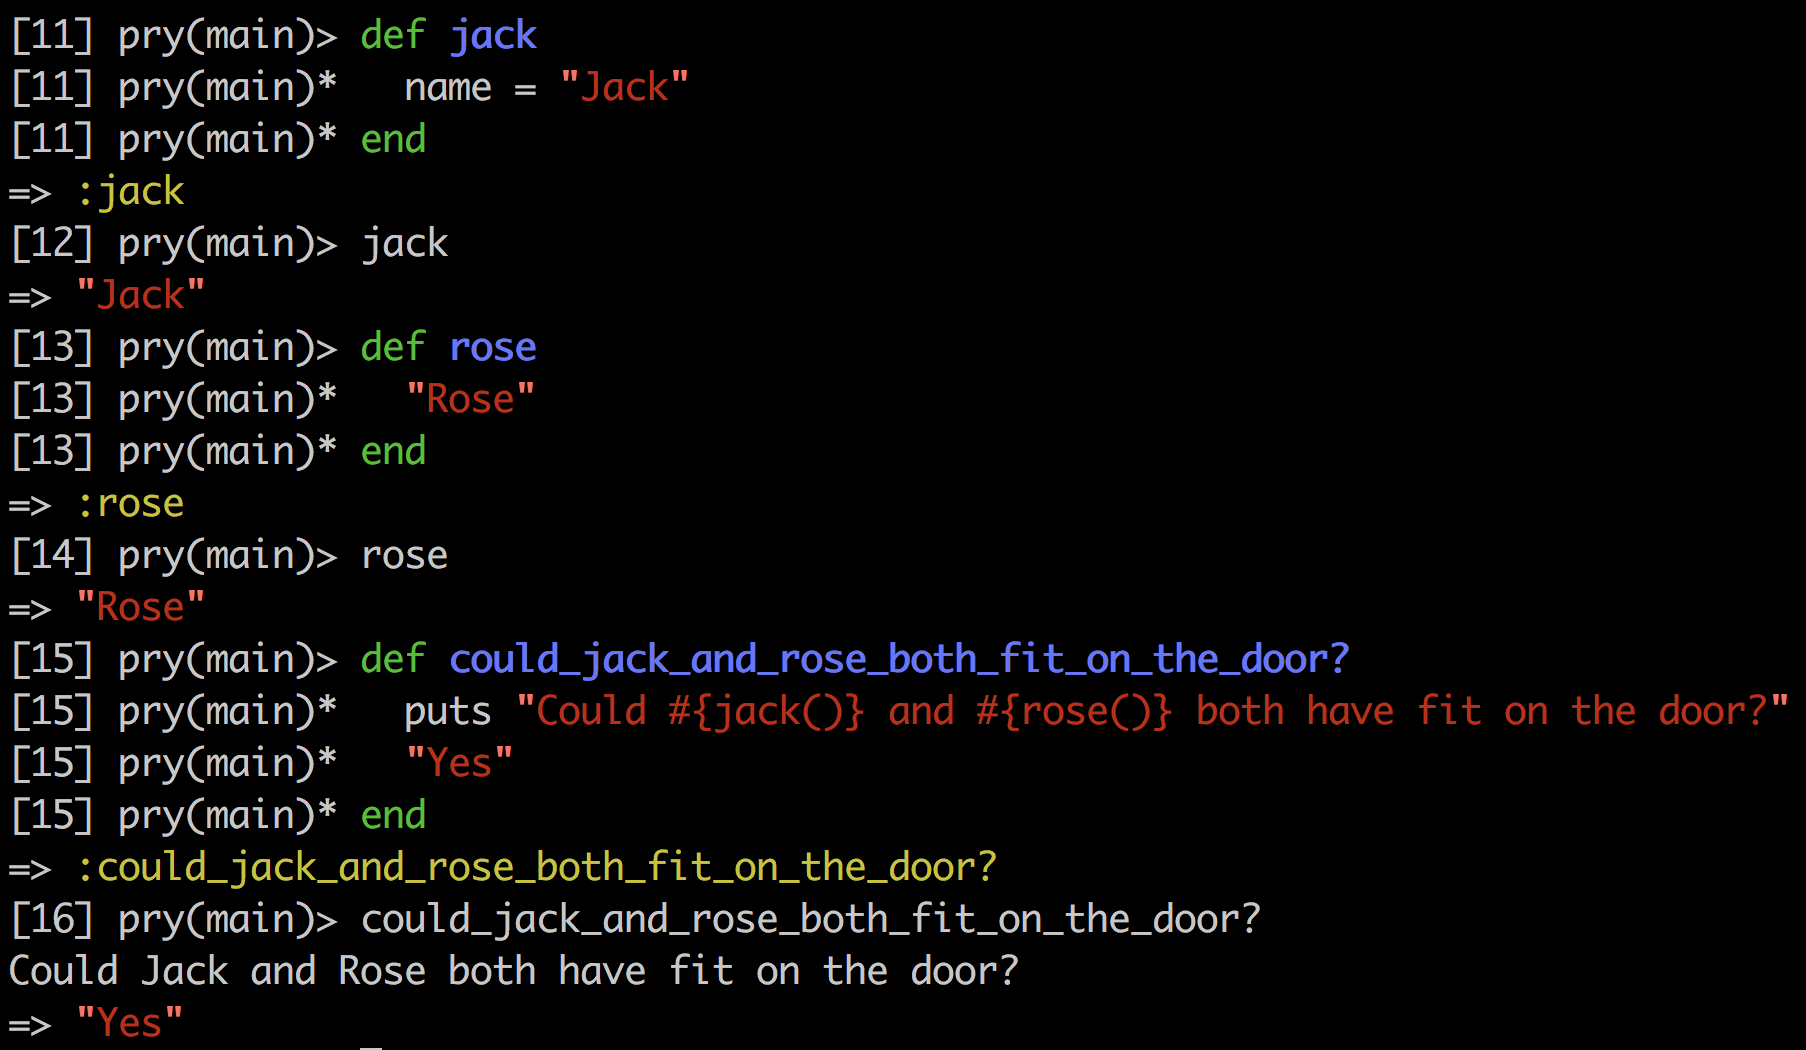 [11] pry(main)> def jack
[11] pry(main)*   name = "Jack"
[11] pry(main)* end
=> :jack
[12] pry(main)> jack
=> "Jack"
[13] pry(main)> def rose
[13] pry(main)*   "Rose"
[13] pry(main)* end
=> :rose
[14] pry(main)> rose
=> "Rose"
[15] pry(main)> def could_jack_and_rose_both_fit_on_the_door?
[15] pry(main)*   puts "Could #{jack()} and #{rose()} both have fit on the door?"
[15] pry(main)*   "Yes"
[15] pry(main)* end
=> :could_jack_and_rose_both_fit_on_the_door?
[16] pry(main)> could_jack_and_rose_both_fit_on_the_door?
Could Jack and Rose both have fit on the door?
=> "Yes"